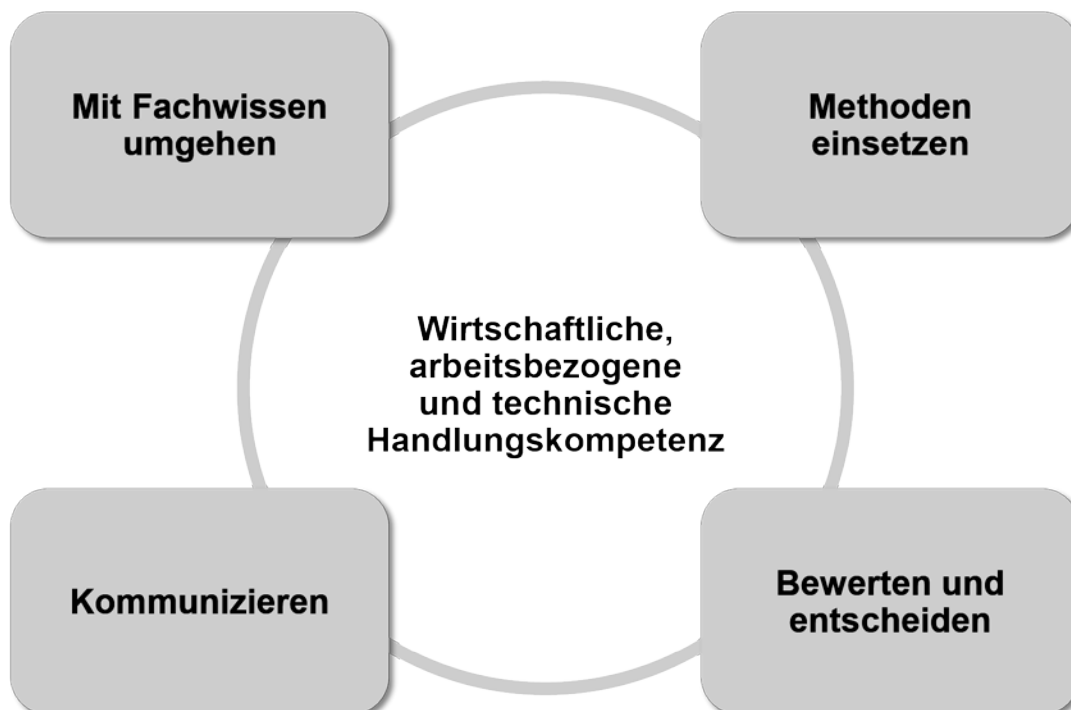 Mit Fachwissen
umgehen
Methoden
einsetzen
Wirtschaftliche,
arbeitsbezogene
und technische
Handlungskompetenz
Kommunizieren
Bewerten und
entscheiden